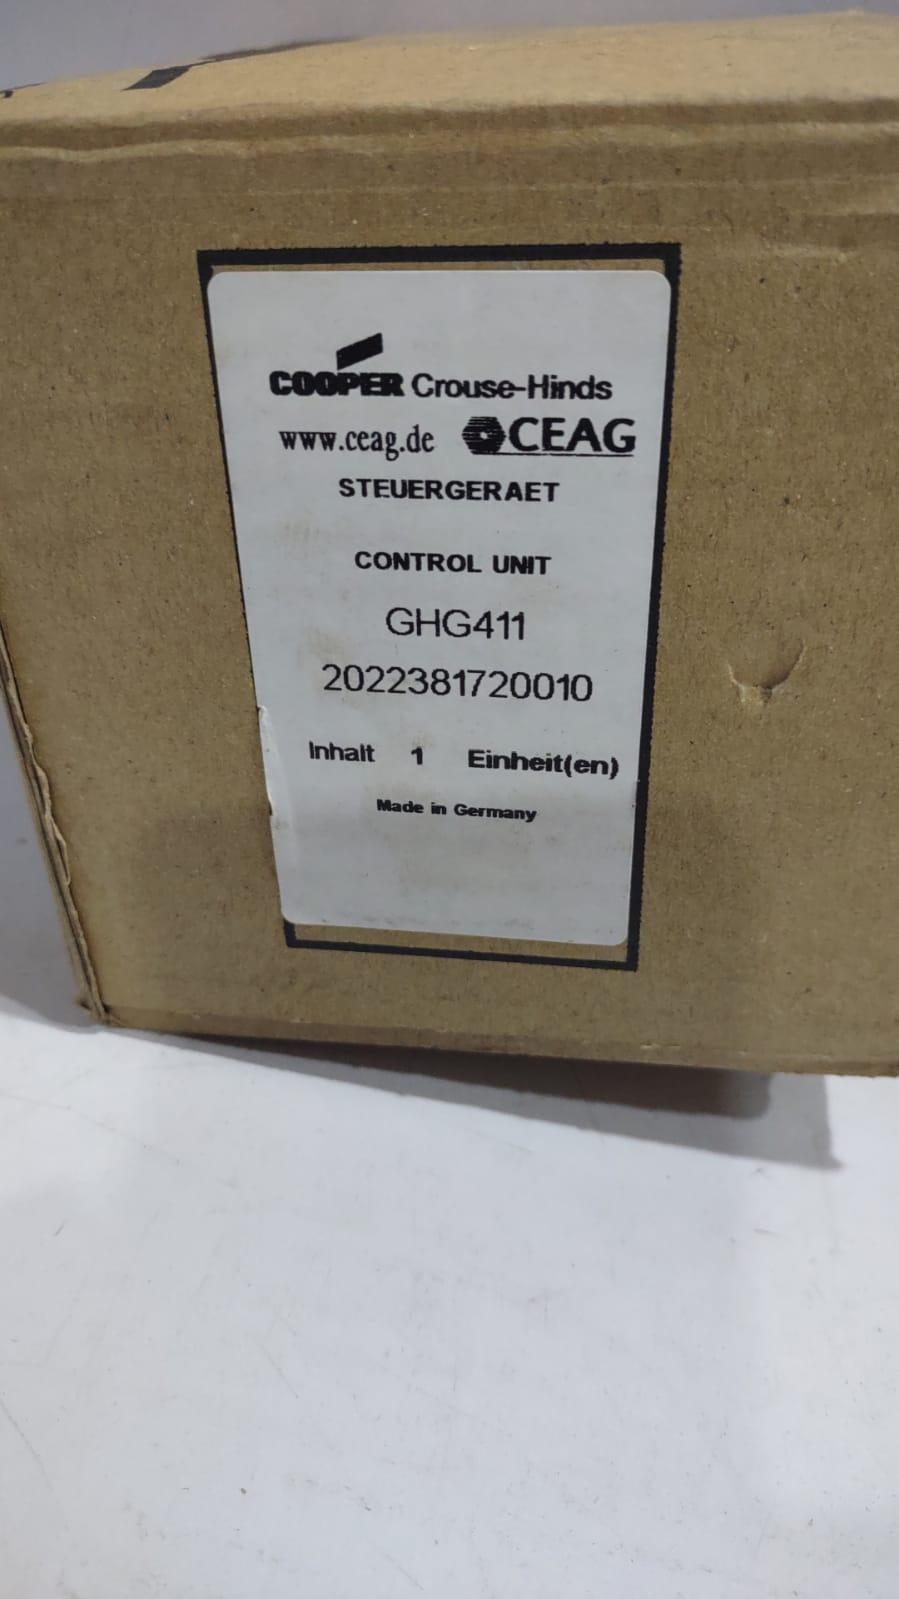 COOPER Crouse-Hinds
www.ceag.de CEAG
STEUERGERAET
CONTROL UNIT
GHG411
2022381720010
Inhalt 1 Einheit(en)
Made in Germany